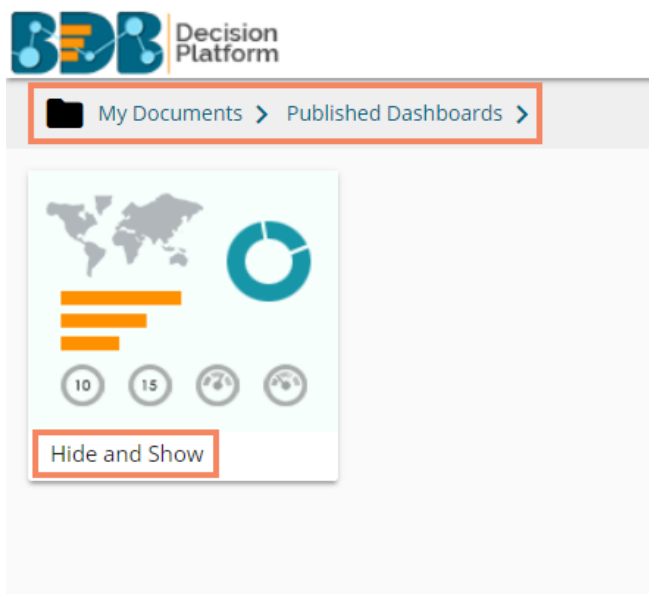 BDB Decision
Platform
My Documents > Published Dashboards >
10 15
Hide and Show